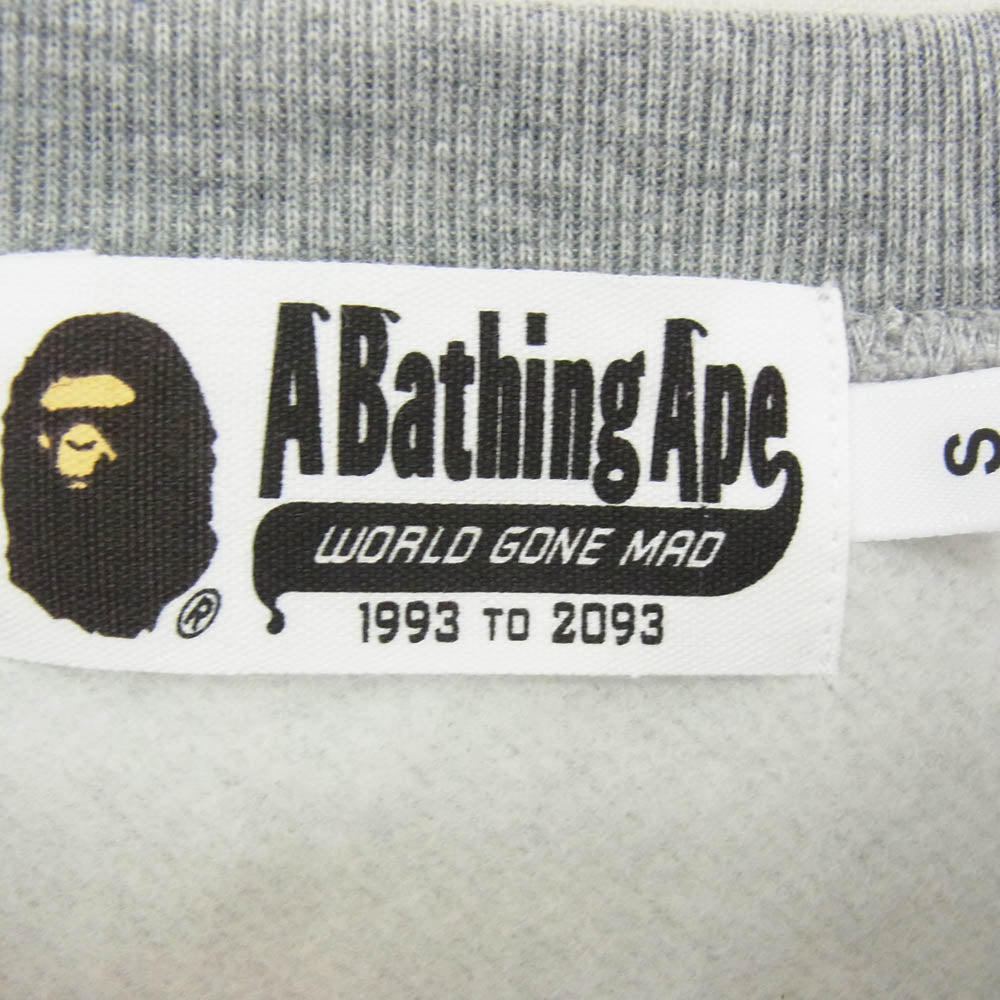 A Bathing Ape
WORLD GONE MAD
1993 TO 2093
®
S